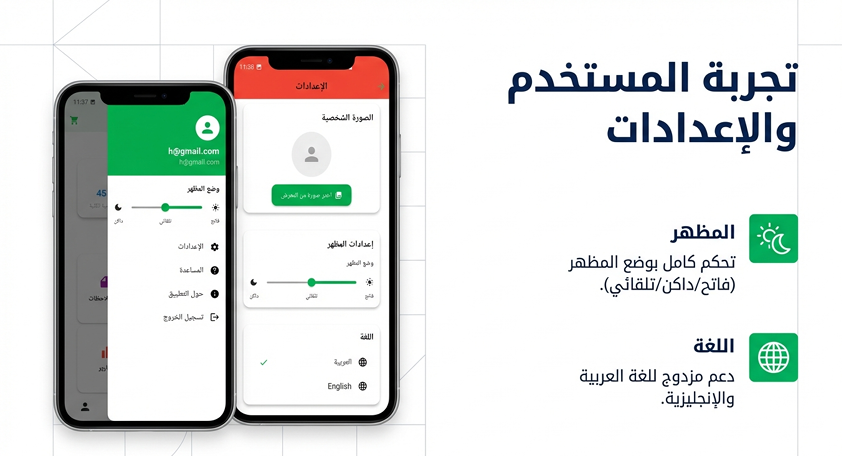 تجربة المستخدم
والإعدادات
المظهر
تحكم كامل بوضع المظهر
(فاتح/داكن/تلقائي).
اللغة
دعم مزدوج للغة العربية
والإنجليزية.
11:38
الإعدادات
الصورة الشخصية
اختر صورة من المعرض
إعدادات المظهر
وضع المظهر
فاتح
تلقائي
داكن
اللغة
العربية
English
11:37
h@gmail.com
h@gmail.com
وضع المظهر
فاتح
تلقائي
داكن
الإعدادات
المساعدة
حول التطبيق
تسجيل الخروج
45